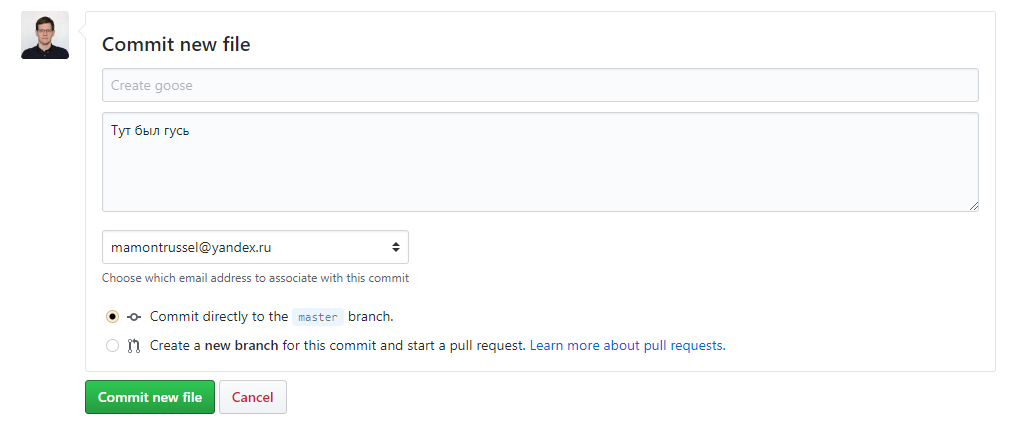 Commit new file
Create goose
Тут был гусь
mamontrussel@yandex.ru
Choose which email address to associate with this commit
Commit directly to the master branch.
Create a new branch for this commit and start a pull request. Learn more about pull requests.
Commit new file Cancel